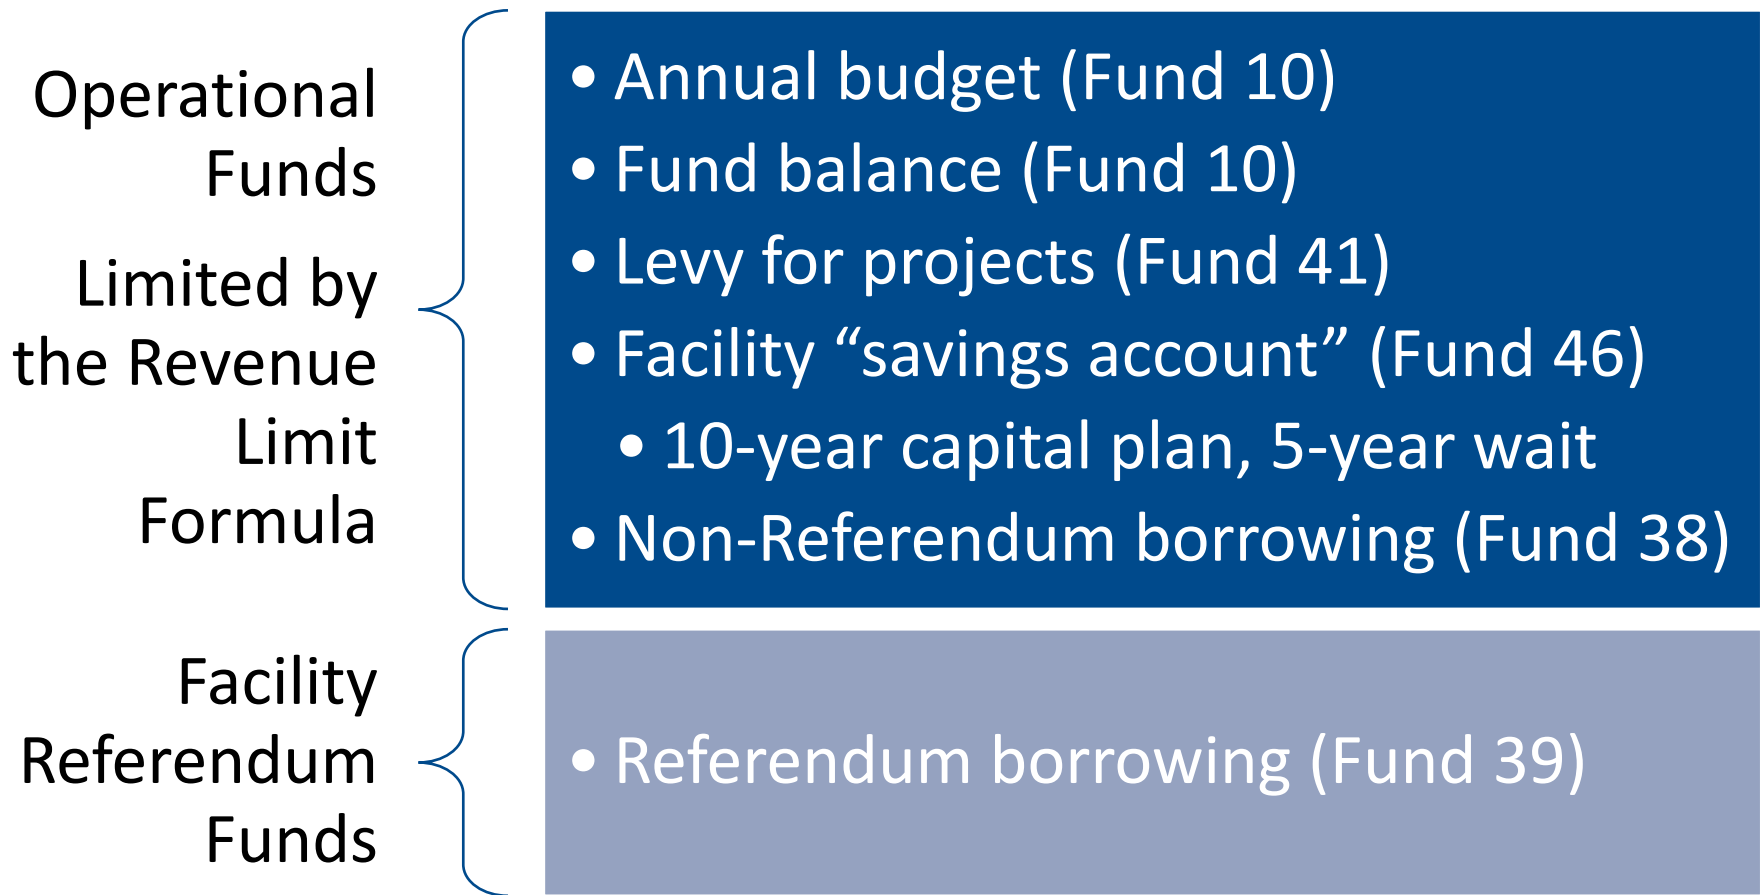 Operational
Funds
Limited by
the Revenue
Limit
Formula
• Annual budget (Fund 10)
• Fund balance (Fund 10)
• Levy for projects (Fund 41)
• Facility “savings account” (Fund 46)
• 10-year capital plan, 5-year wait
• Non-Referendum borrowing (Fund 38)
Facility
Referendum
Funds
• Referendum borrowing (Fund 39)